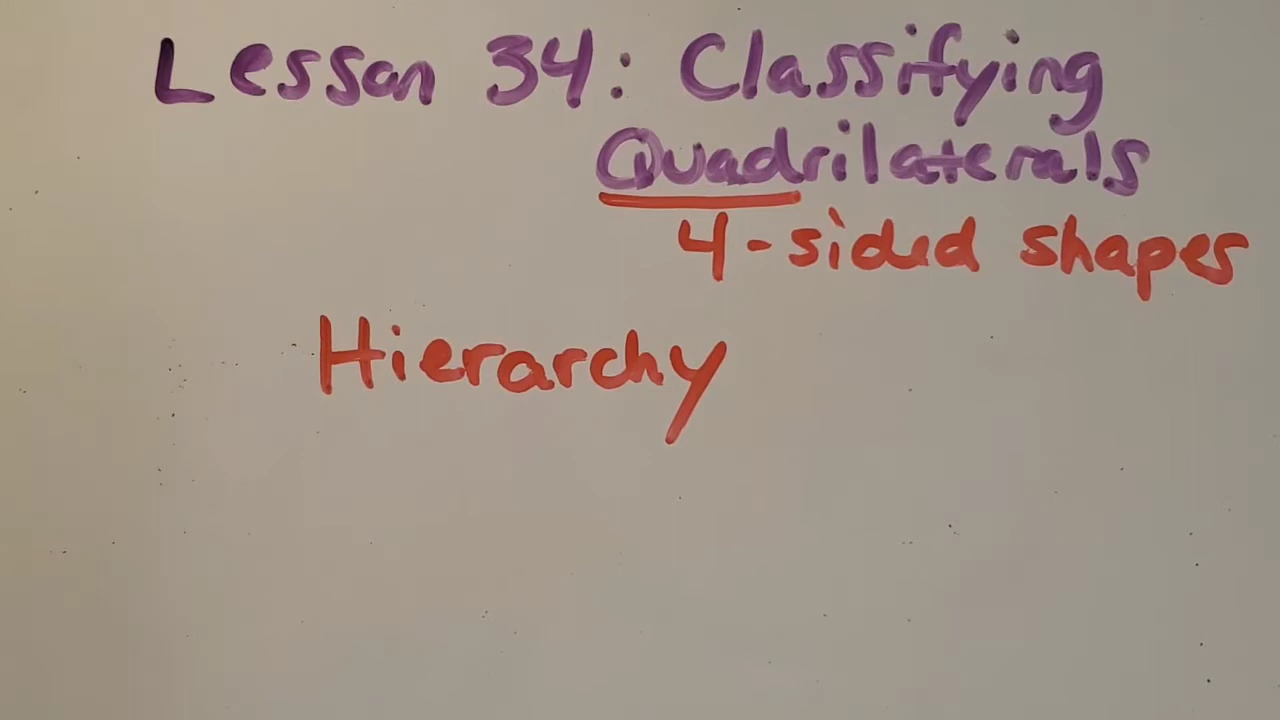 Lesson 34: Classifying
Quadrilaterals
4-sided shapes
Hierarchy